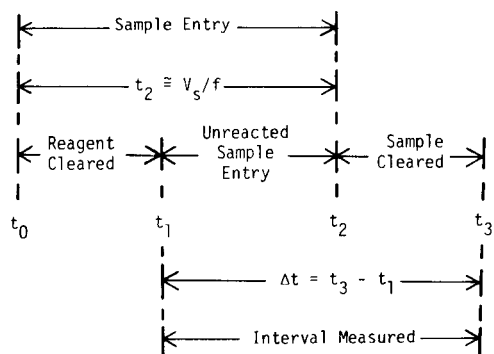 Sample Entry
t₂ ≅ Vₛ/f
Reagent Cleared
Unreacted Sample Entry
Sample Cleared
t₀ t₁ t₂ t₃
Δt = t₃ - t₁
Interval Measured